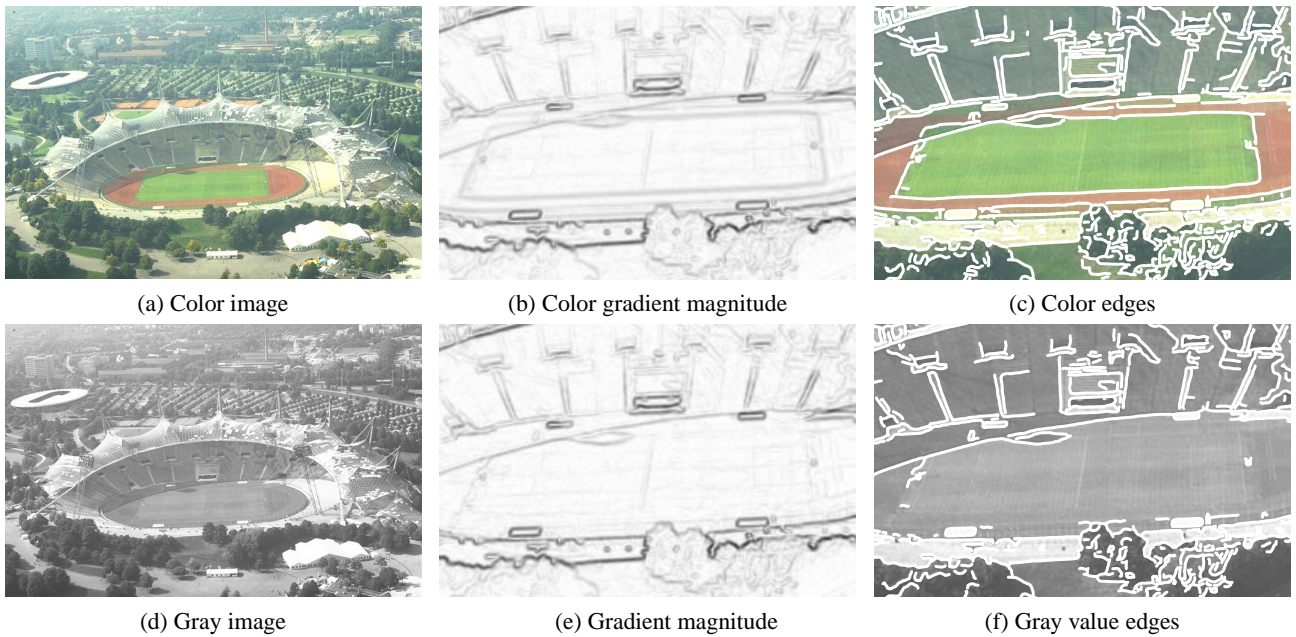 (a) Color image
(b) Color gradient magnitude
(c) Color edges
(d) Gray image
(e) Gradient magnitude
(f) Gray value edges